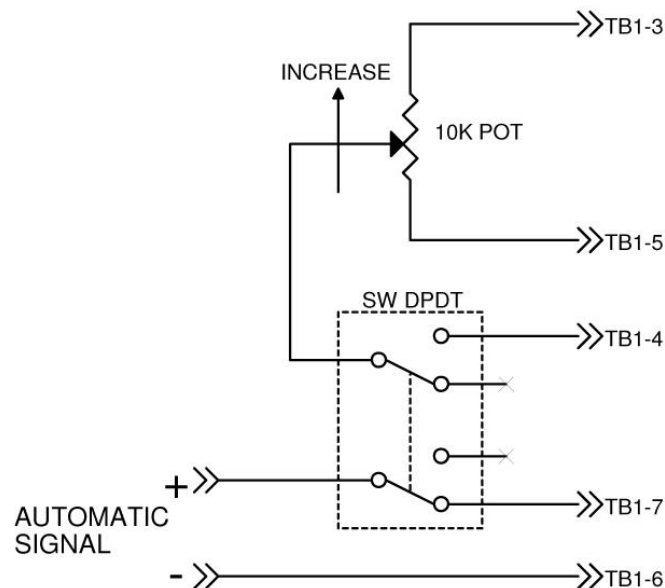 TB1-3
INCREASE
10K POT
TB1-5
SW DPDT
TB1-4
+
TB1-7
AUTOMATIC
SIGNAL
-
TB1-6